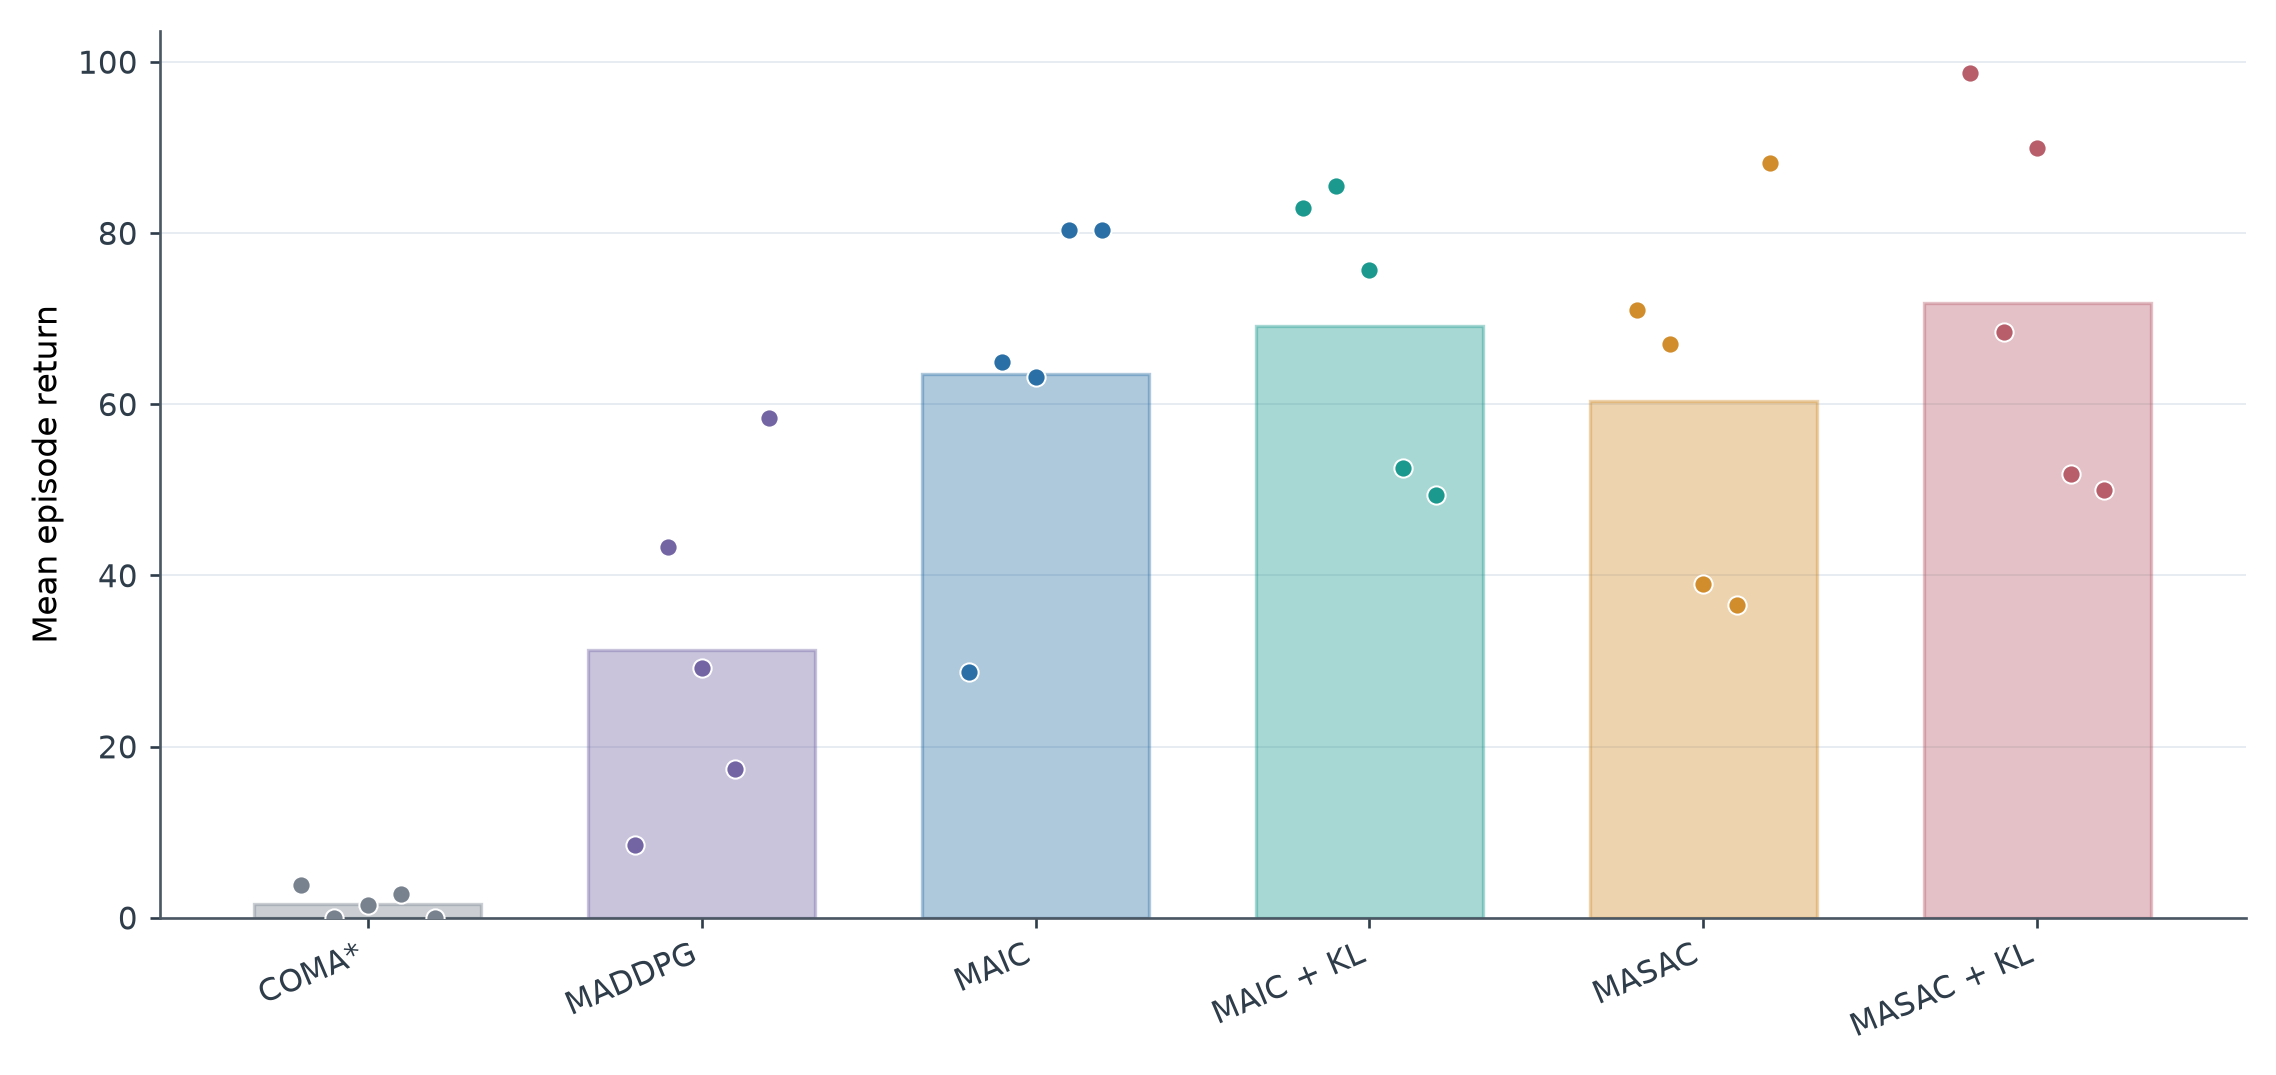 Mean episode return
100
80
60
40
20
0
COMA*
MADDPG
MAIC
MAIC + KL
MASAC
MASAC + KL